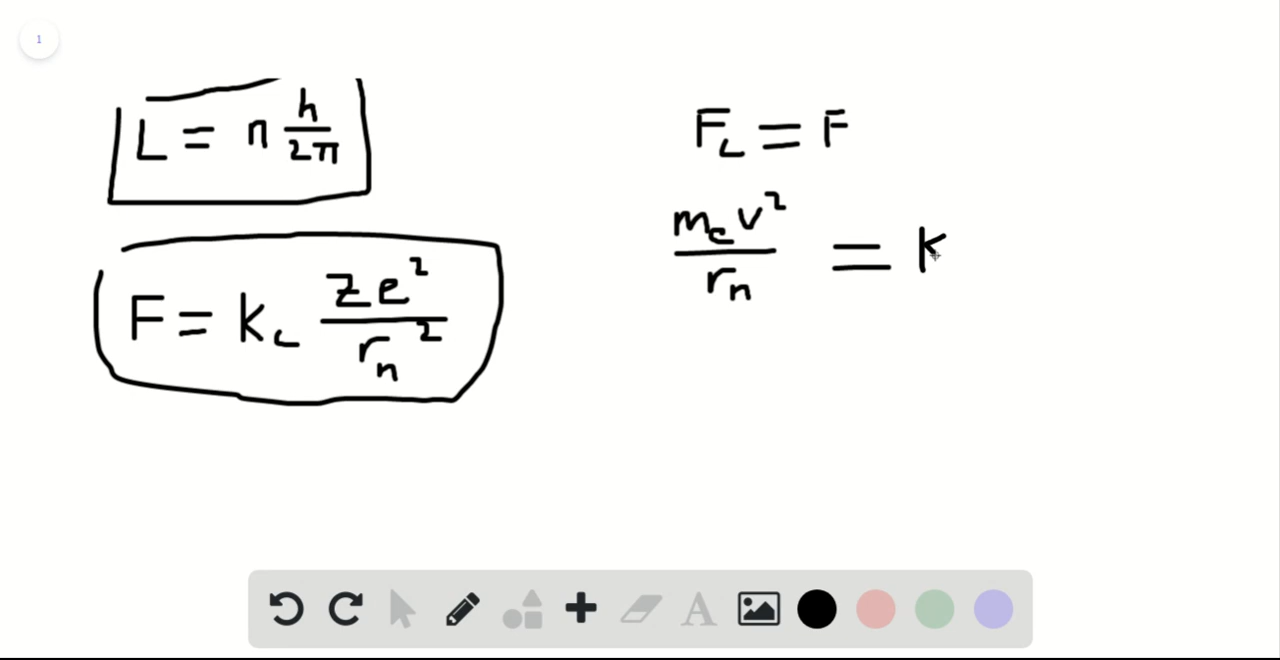 1
L = n h/2π
F = k_c Ze²/r_n²
F_c = F
m_e v²/r_n = k
A